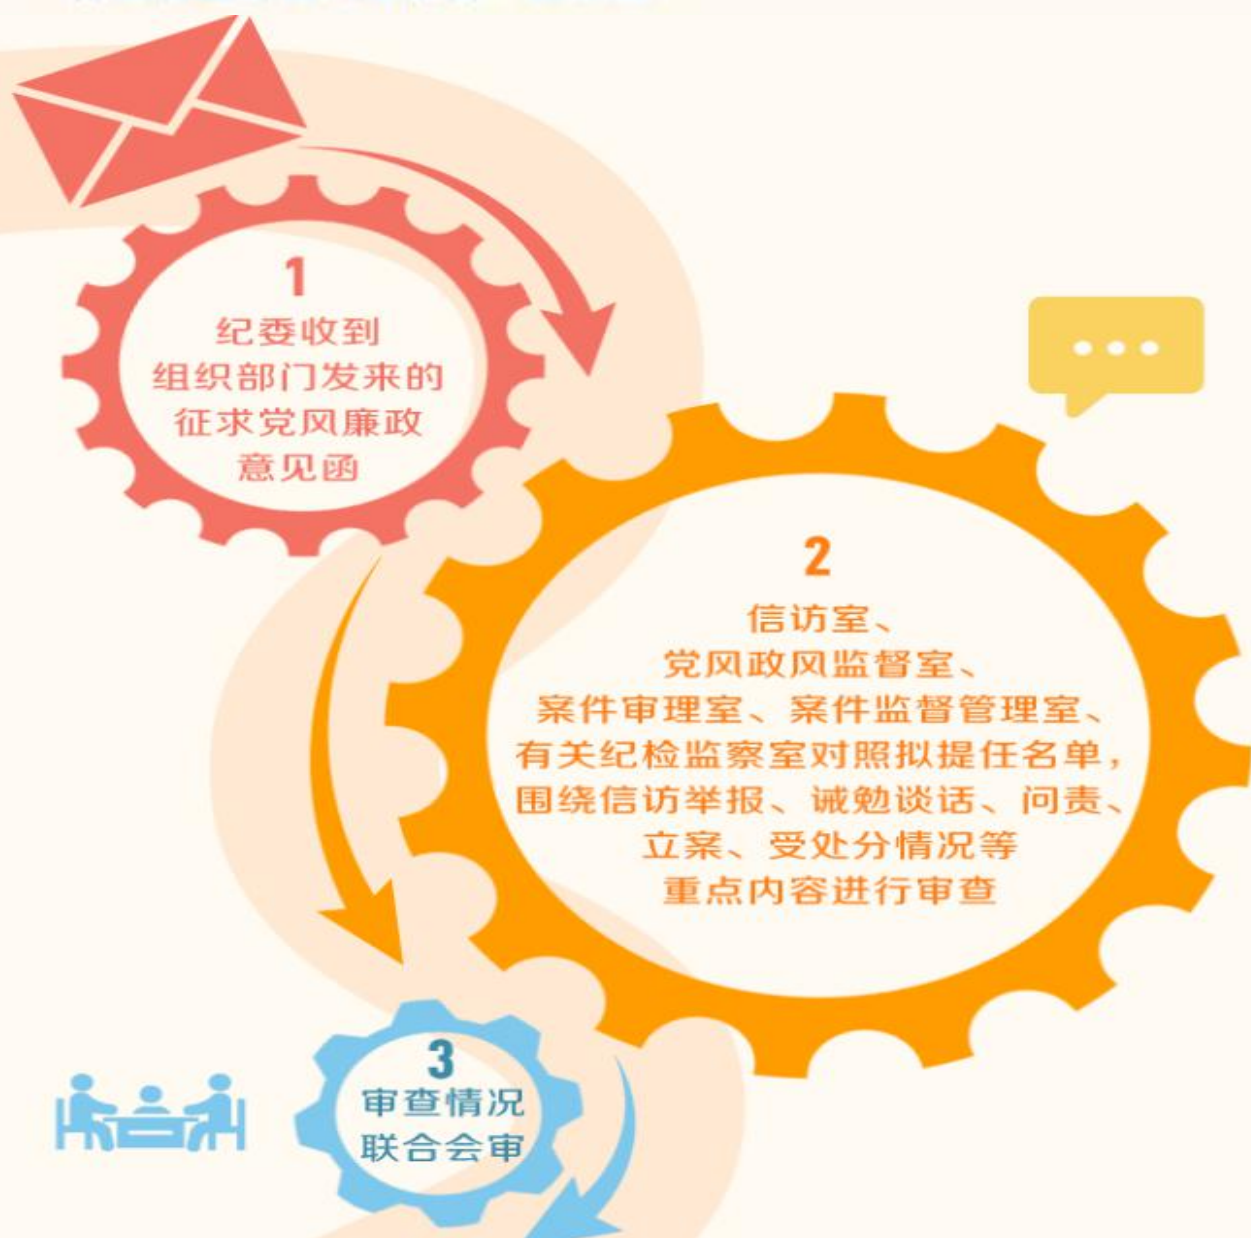 1
纪委收到
组织部门发来的
征求党风廉政
意见函
2
信访室、
党风政风监督室、
案件审理室、案件监督管理室、
有关纪检监察室对照拟提任名单，
围绕信访举报、诫勉谈话、问责、
立案、受处分情况等
重点内容进行审查
3
审查情况
联合会审